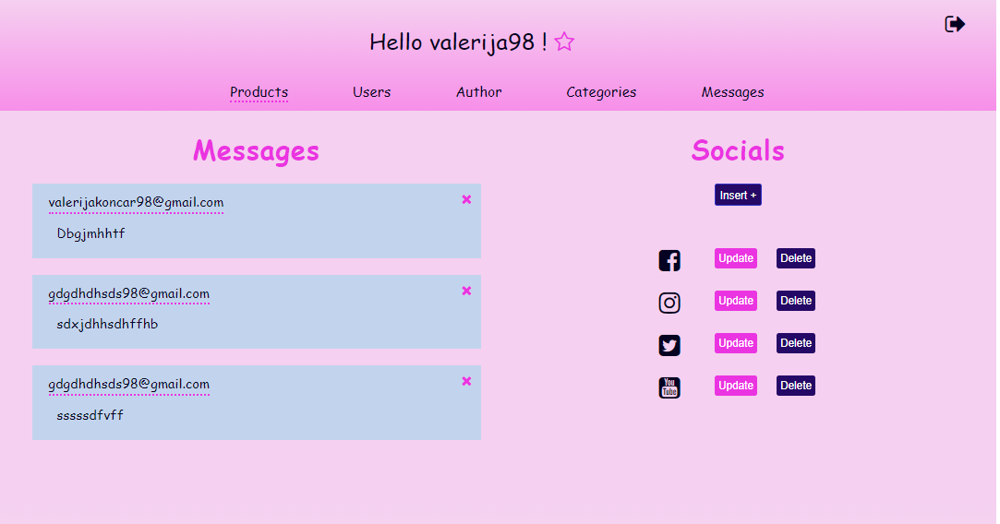 Hello valerija98 !
Products Users Author Categories Messages
Messages
valerijakoncar98@gmail.com
Dbgjmhhtf
gdgdhdhsds98@gmail.com
sdxjdhhsdhffhb
gdgdhdhsds98@gmail.com
sssssdfvff
Socials
Insert +
Update Delete
Update Delete
Update Delete
You
Tube
Update Delete